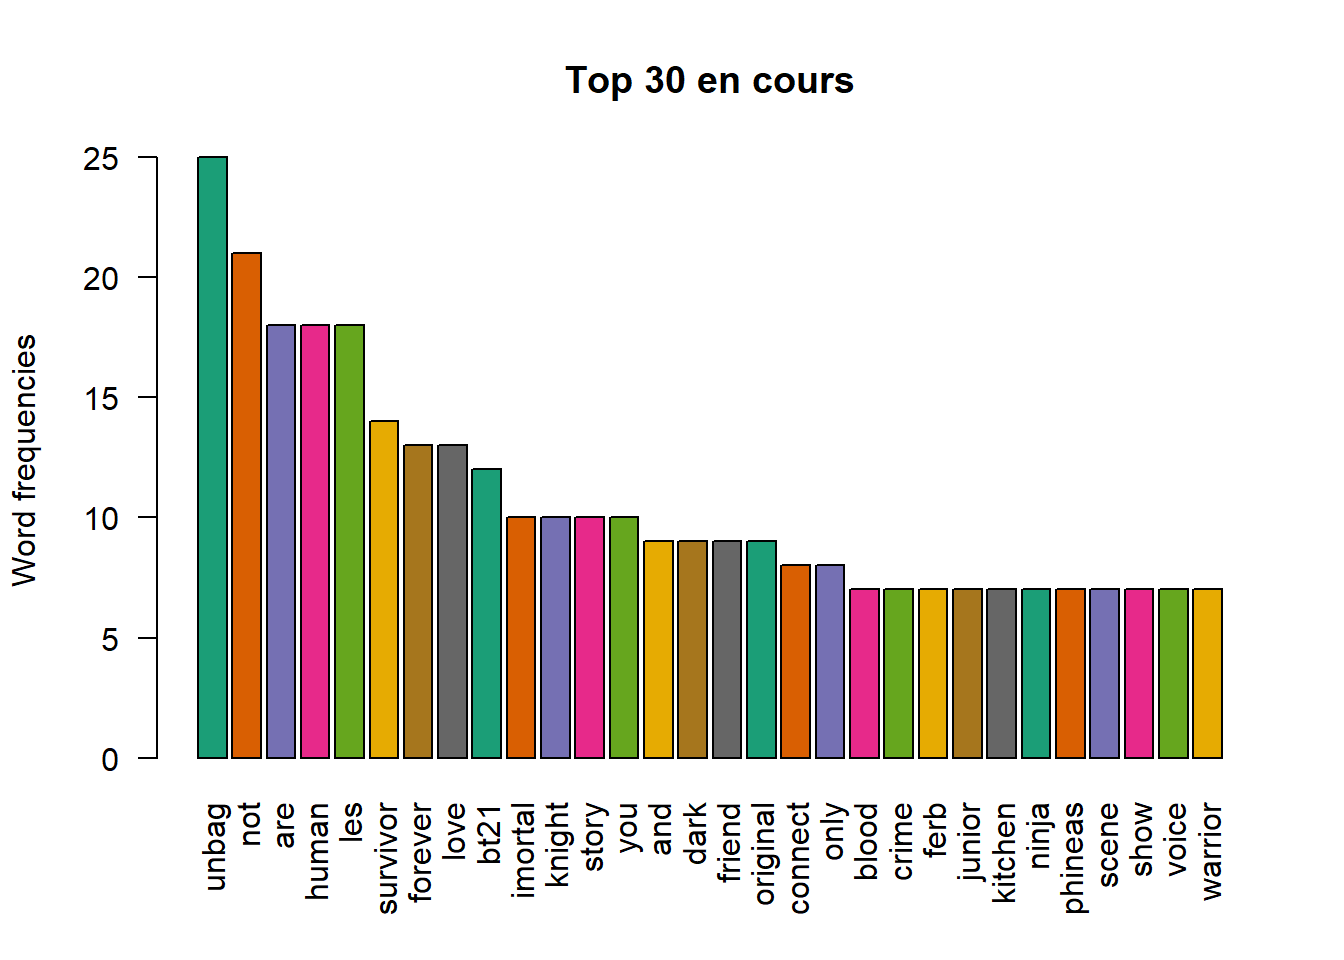 Top 30 en cours
Word frequencies
25
20
15
10
5
0
unbag
not
are
human
les
survivor
forever
love
bt21
imortal
knight
story
you
and
dark
friend
original
connect
only
blood
crime
ferb
junior
kitchen
ninja
phineas
scene
show
voice
warrior